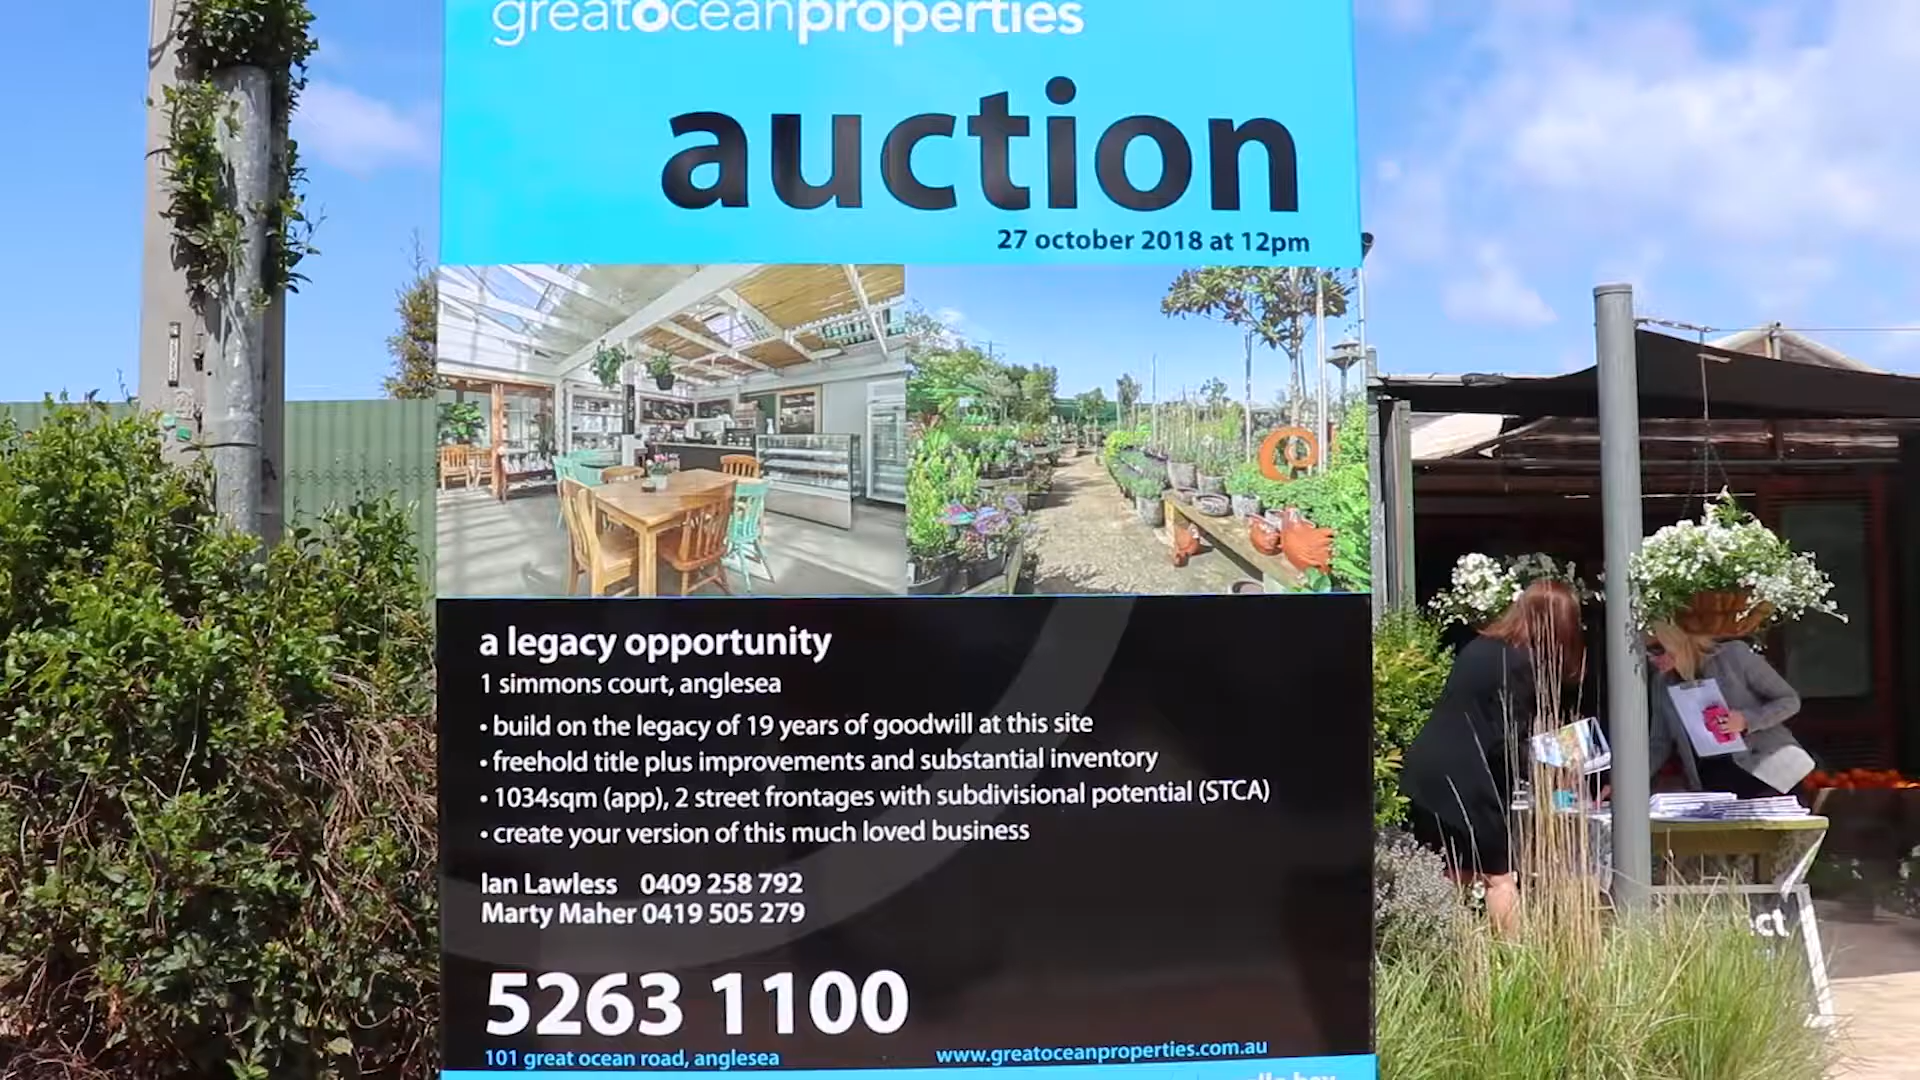 greatoceanproperties
auction
27 october 2018 at 12pm
a legacy opportunity
1 simmons court, anglesea
• build on the legacy of 19 years of goodwill at this site
• freehold title plus improvements and substantial inventory
• 1034sqm (app), 2 street frontages with subdivisional potential (STCA)
• create your version of this much loved business
Ian Lawless 0409 258 792
Marty Maher 0419 505 279
5263 1100
101 great ocean road, anglesea www.greatoceanproperties.com.au